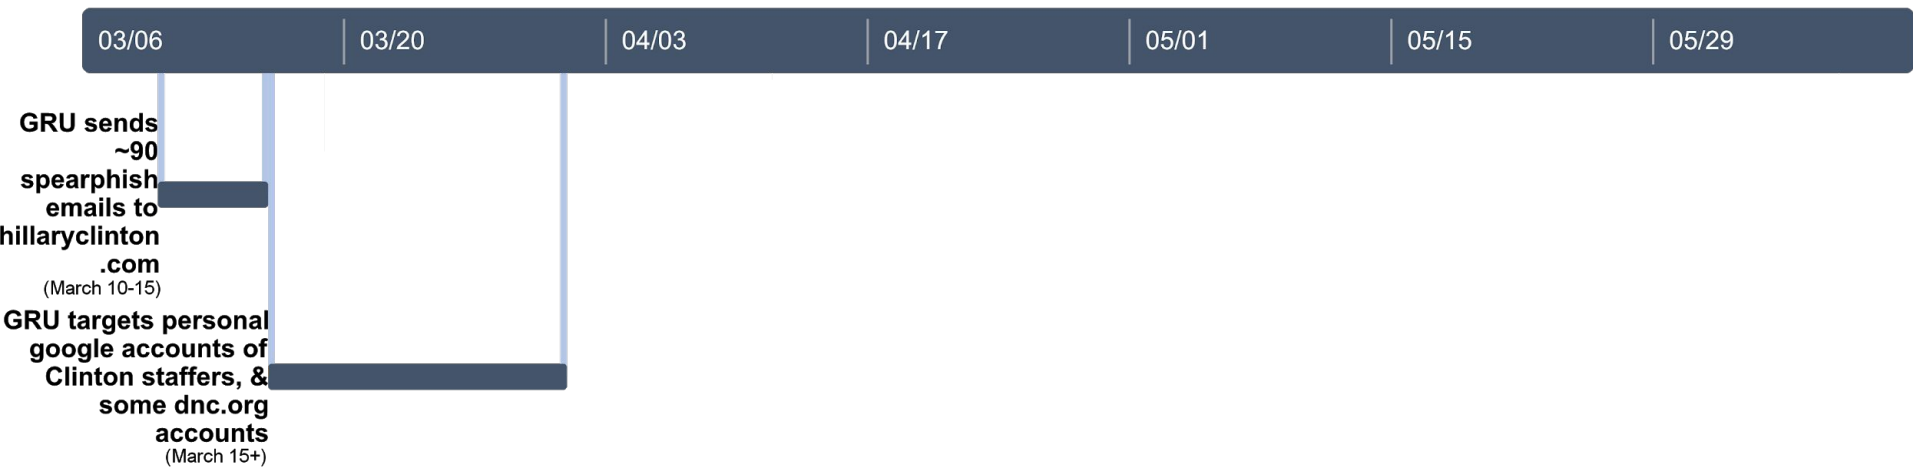 03/06 03/20 04/03 04/17 05/01 05/15 05/29
GRU sends
~90
spearphish
emails to
hillaryclinton
.com
(March 10-15)
GRU targets personal
google accounts of
Clinton staffers, &
some dnc.org
accounts
(March 15+)